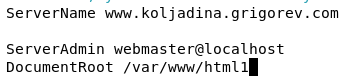 ServerName www.koljadina.grigorev.com
ServerAdmin webmaster@localhost
DocumentRoot /var/www/html1